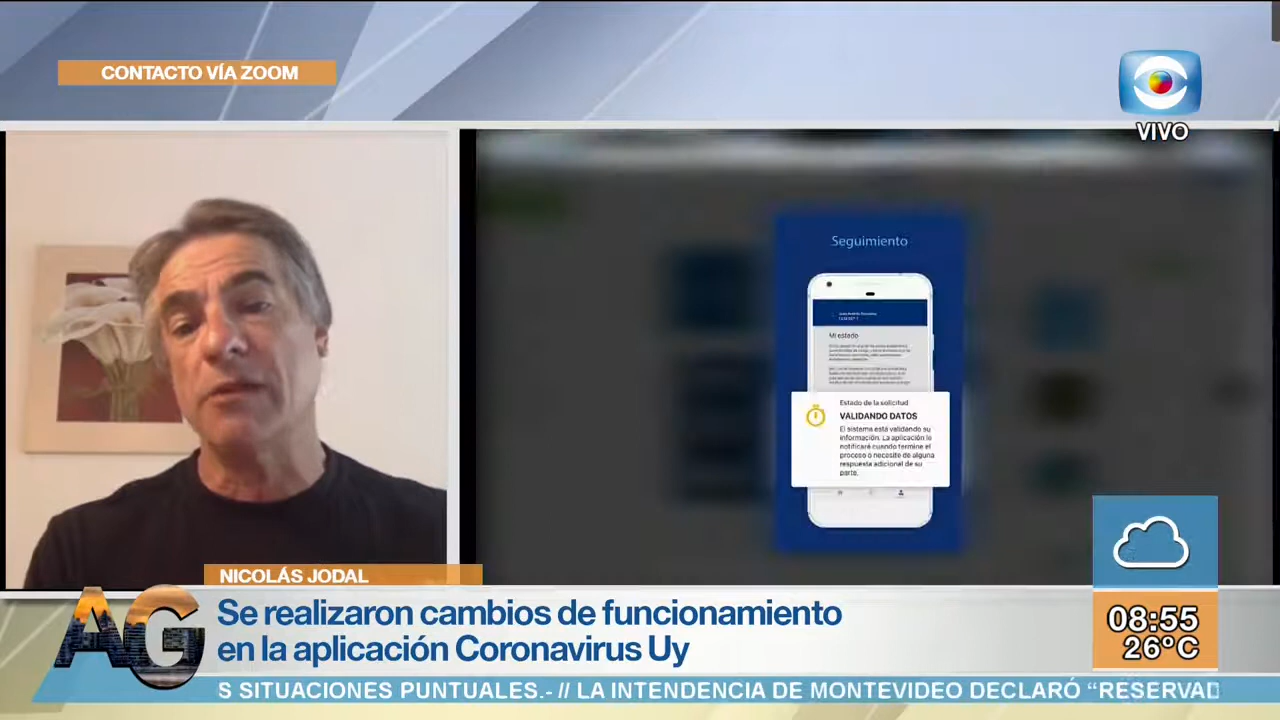 CONTACTO VÍA ZOOM
VIVO
Seguimiento
Mi estado
Estado de la solicitud
VALIDANDO DATOS
El sistema está validando su
información. La aplicación le
notificará cuando termine el
proceso o necesite de alguna
respuesta adicional de su
parte.
NICOLÁS JODAL
AG
Se realizaron cambios de funcionamiento
en la aplicación Coronavirus Uy
08:55
26°C
S SITUACIONES PUNTUALES.- // LA INTENDENCIA DE MONTEVIDEO DECLARÓ “RESERVAD